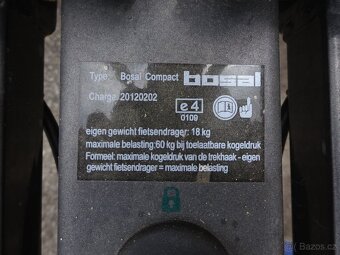 Type: Bosal Compact
bosal
Charge: 20120202
e4
0109
eigen gewicht fietsendrager: 18 kg
maximale belasting: 60 kg bij toelaatbare kogeldruk
Formeel: maximale kogeldruk van de trekhaak - eigen
gewicht fietsendrager = maximale belasting
© Bazos.cz